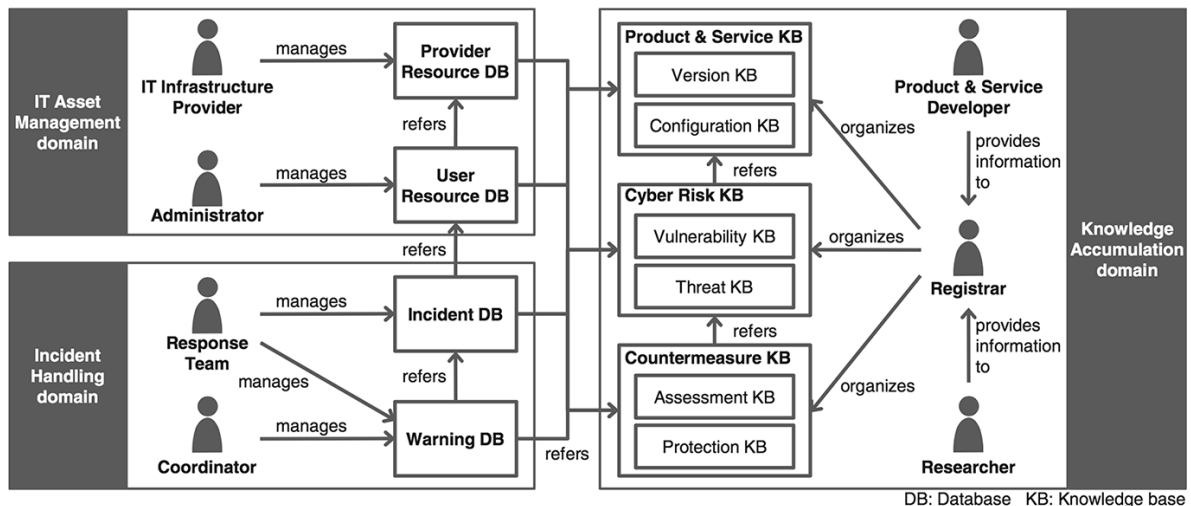 IT Asset
Management
domain
IT Infrastructure
Provider
manages
Provider
Resource DB
refers
Administrator
manages
User
Resource DB
refers
Incident
Handling
domain
Response
Team
manages
Incident DB
manages
refers
Coordinator
manages
Warning DB
refers
Product & Service KB
Version KB
Configuration KB
refers
Cyber Risk KB
Vulnerability KB
Threat KB
refers
Countermeasure KB
Assessment KB
Protection KB
organizes
organizes
organizes
Product & Service
Developer
provides
information
to
Registrar
provides
information
to
Researcher
Knowledge
Accumulation
domain
DB: Database KB: Knowledge base